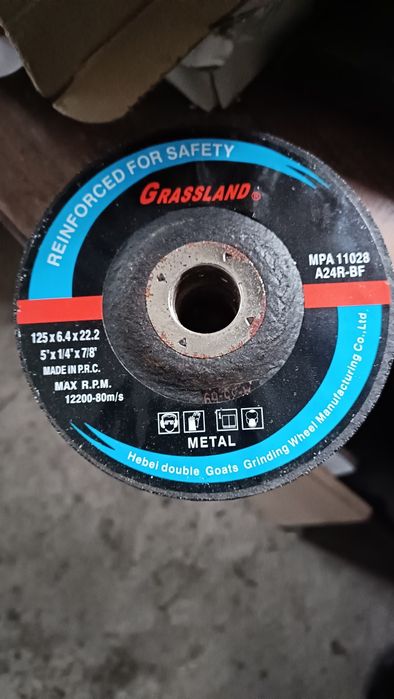 REINFORCED FOR SAFETY
GRASSLAND®
MPA 11028
A24R-BF
125 x 6.4 x 22.2
5" x 1/4" x 7/8"
MADE IN P.R.C.
MAX R.P.M.
12200-80m/s
METAL
Hebei double Goats Grinding Wheel Manufacturing Co., Ltd.